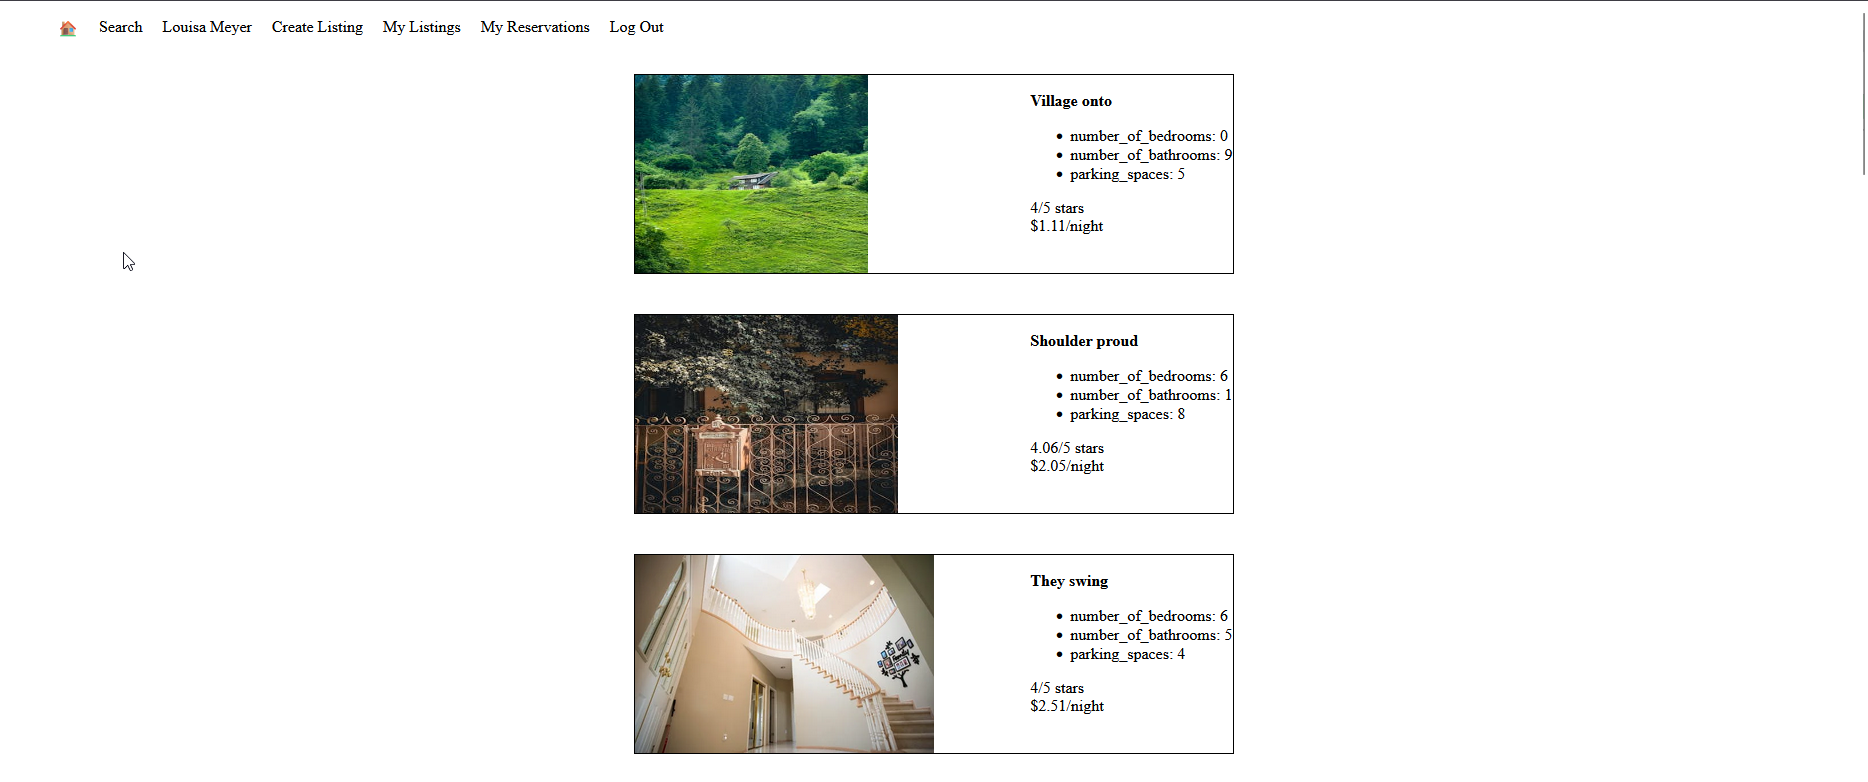 Search Louisa Meyer Create Listing My Listings My Reservations Log Out
Village onto
number_of_bedrooms: 0
number_of_bathrooms: 9
parking_spaces: 5
4/5 stars
$1.11/night
Shoulder proud
number_of_bedrooms: 6
number_of_bathrooms: 1
parking_spaces: 8
4.06/5 stars
$2.05/night
They swing
number_of_bedrooms: 6
number_of_bathrooms: 5
parking_spaces: 4
4/5 stars
$2.51/night
family